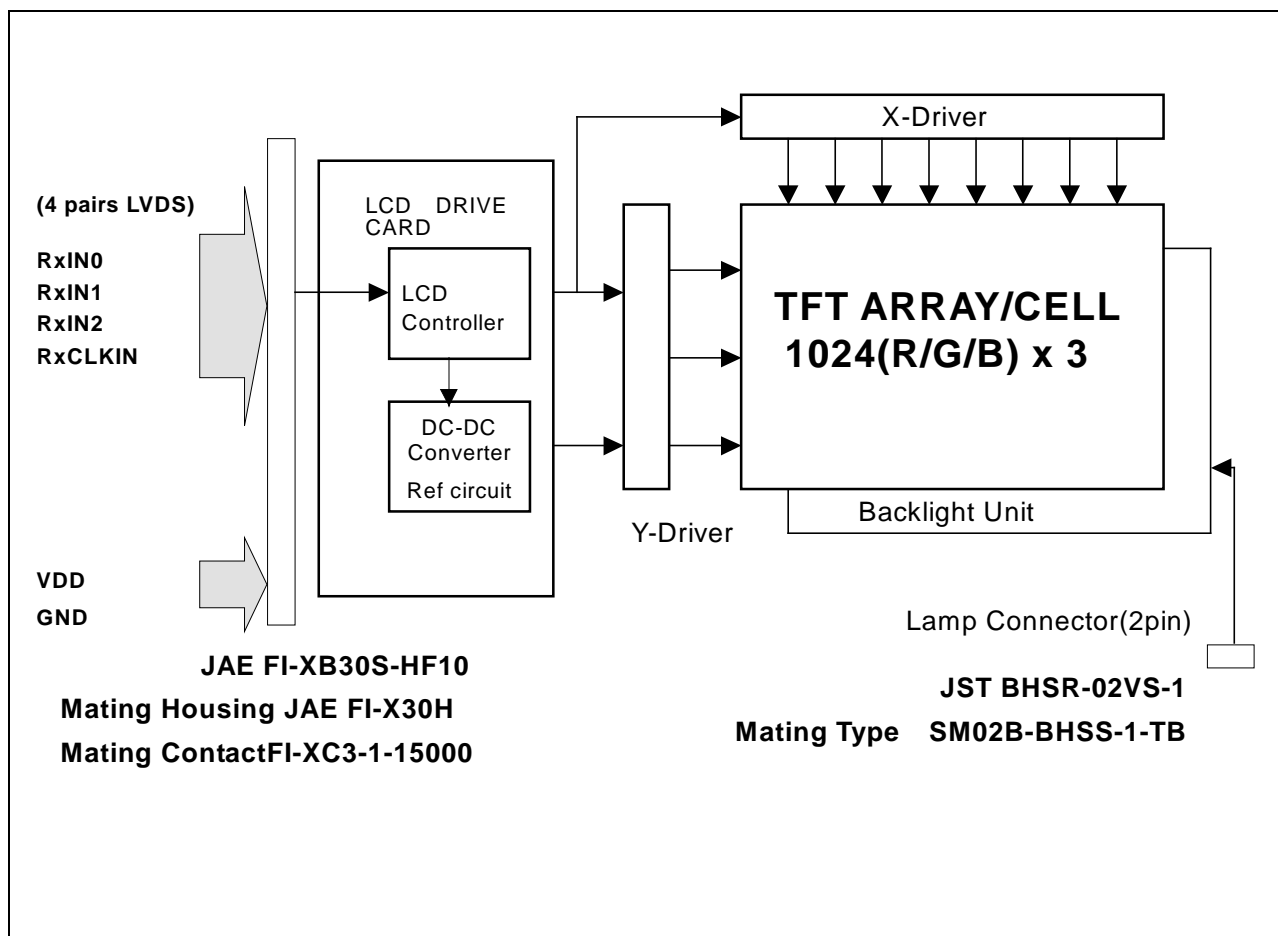 X-Driver
(4 pairs LVDS)
RxIN0
RxIN1
RxIN2
RxCLKIN
LCD DRIVE
CARD
LCD
Controller
DC-DC
Converter
Ref circuit
TFT ARRAY/CELL
1024(R/G/B) x 3
Backlight Unit
Y-Driver
VDD
GND
Lamp Connector(2pin)
JAE FI-XB30S-HF10
Mating Housing JAE FI-X30H
Mating ContactFI-XC3-1-15000
JST BHSR-02VS-1
Mating Type SM02B-BHSS-1-TB